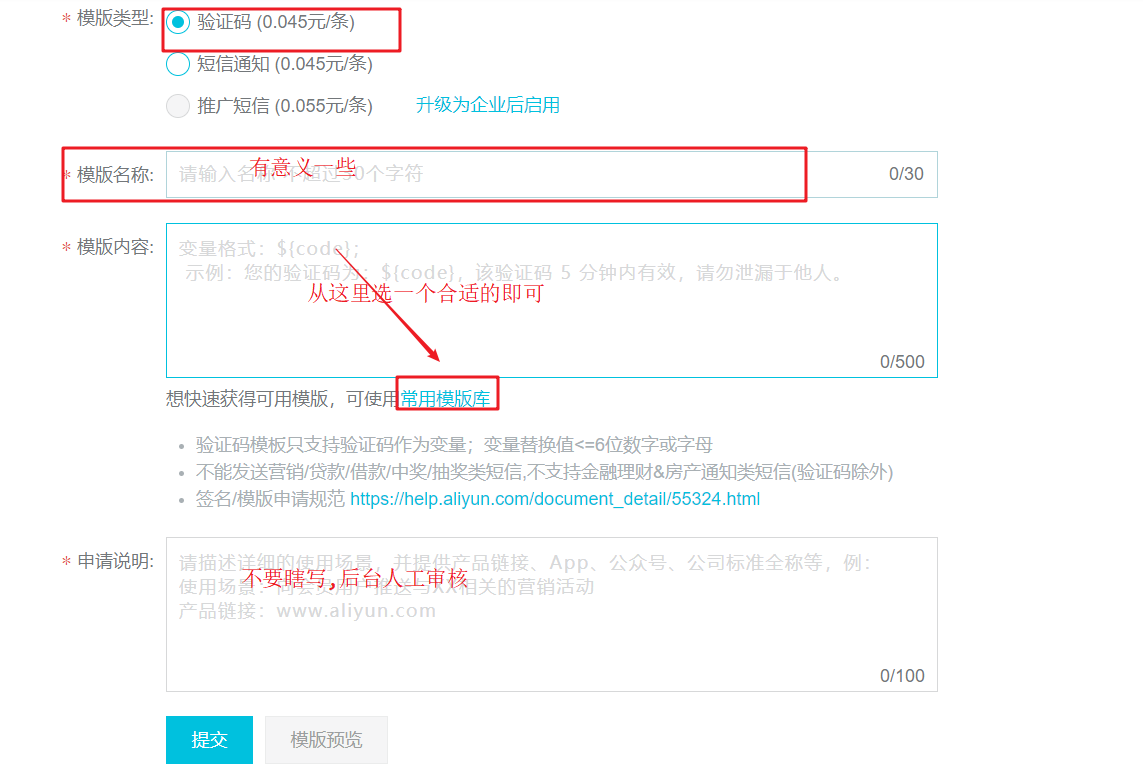 * 模版类型: 验证码 (0.045元/条)
短信通知 (0.045元/条)
推广短信 (0.055元/条) 升级为企业后启用
* 模版名称: 请输入名称 不超过30个字符 0/30
有意义一些
* 模版内容: 变量格式：${code};
示例：您的验证码为：${code}，该验证码 5 分钟内有效，请勿泄漏于他人。
从这里选一个合适的即可
0/500
想快速获得可用模版，可使用常用模版库
• 验证码模板只支持验证码作为变量；变量替换值<=6位数字或字母
• 不能发送营销/贷款/借款/中奖/抽奖类短信,不支持金融理财&房产通知类短信(验证码除外)
• 签名/模版申请规范 https://help.aliyun.com/document_detail/55324.html
* 申请说明: 请描述详细的使用场景，并提供产品链接、App、公众号、公司标准全称等，例：
不要瞎写,后台人工审核
使用场景：向会员用户推送与XX相关的营销活动
产品链接：www.aliyun.com
0/100
提交 模版预览